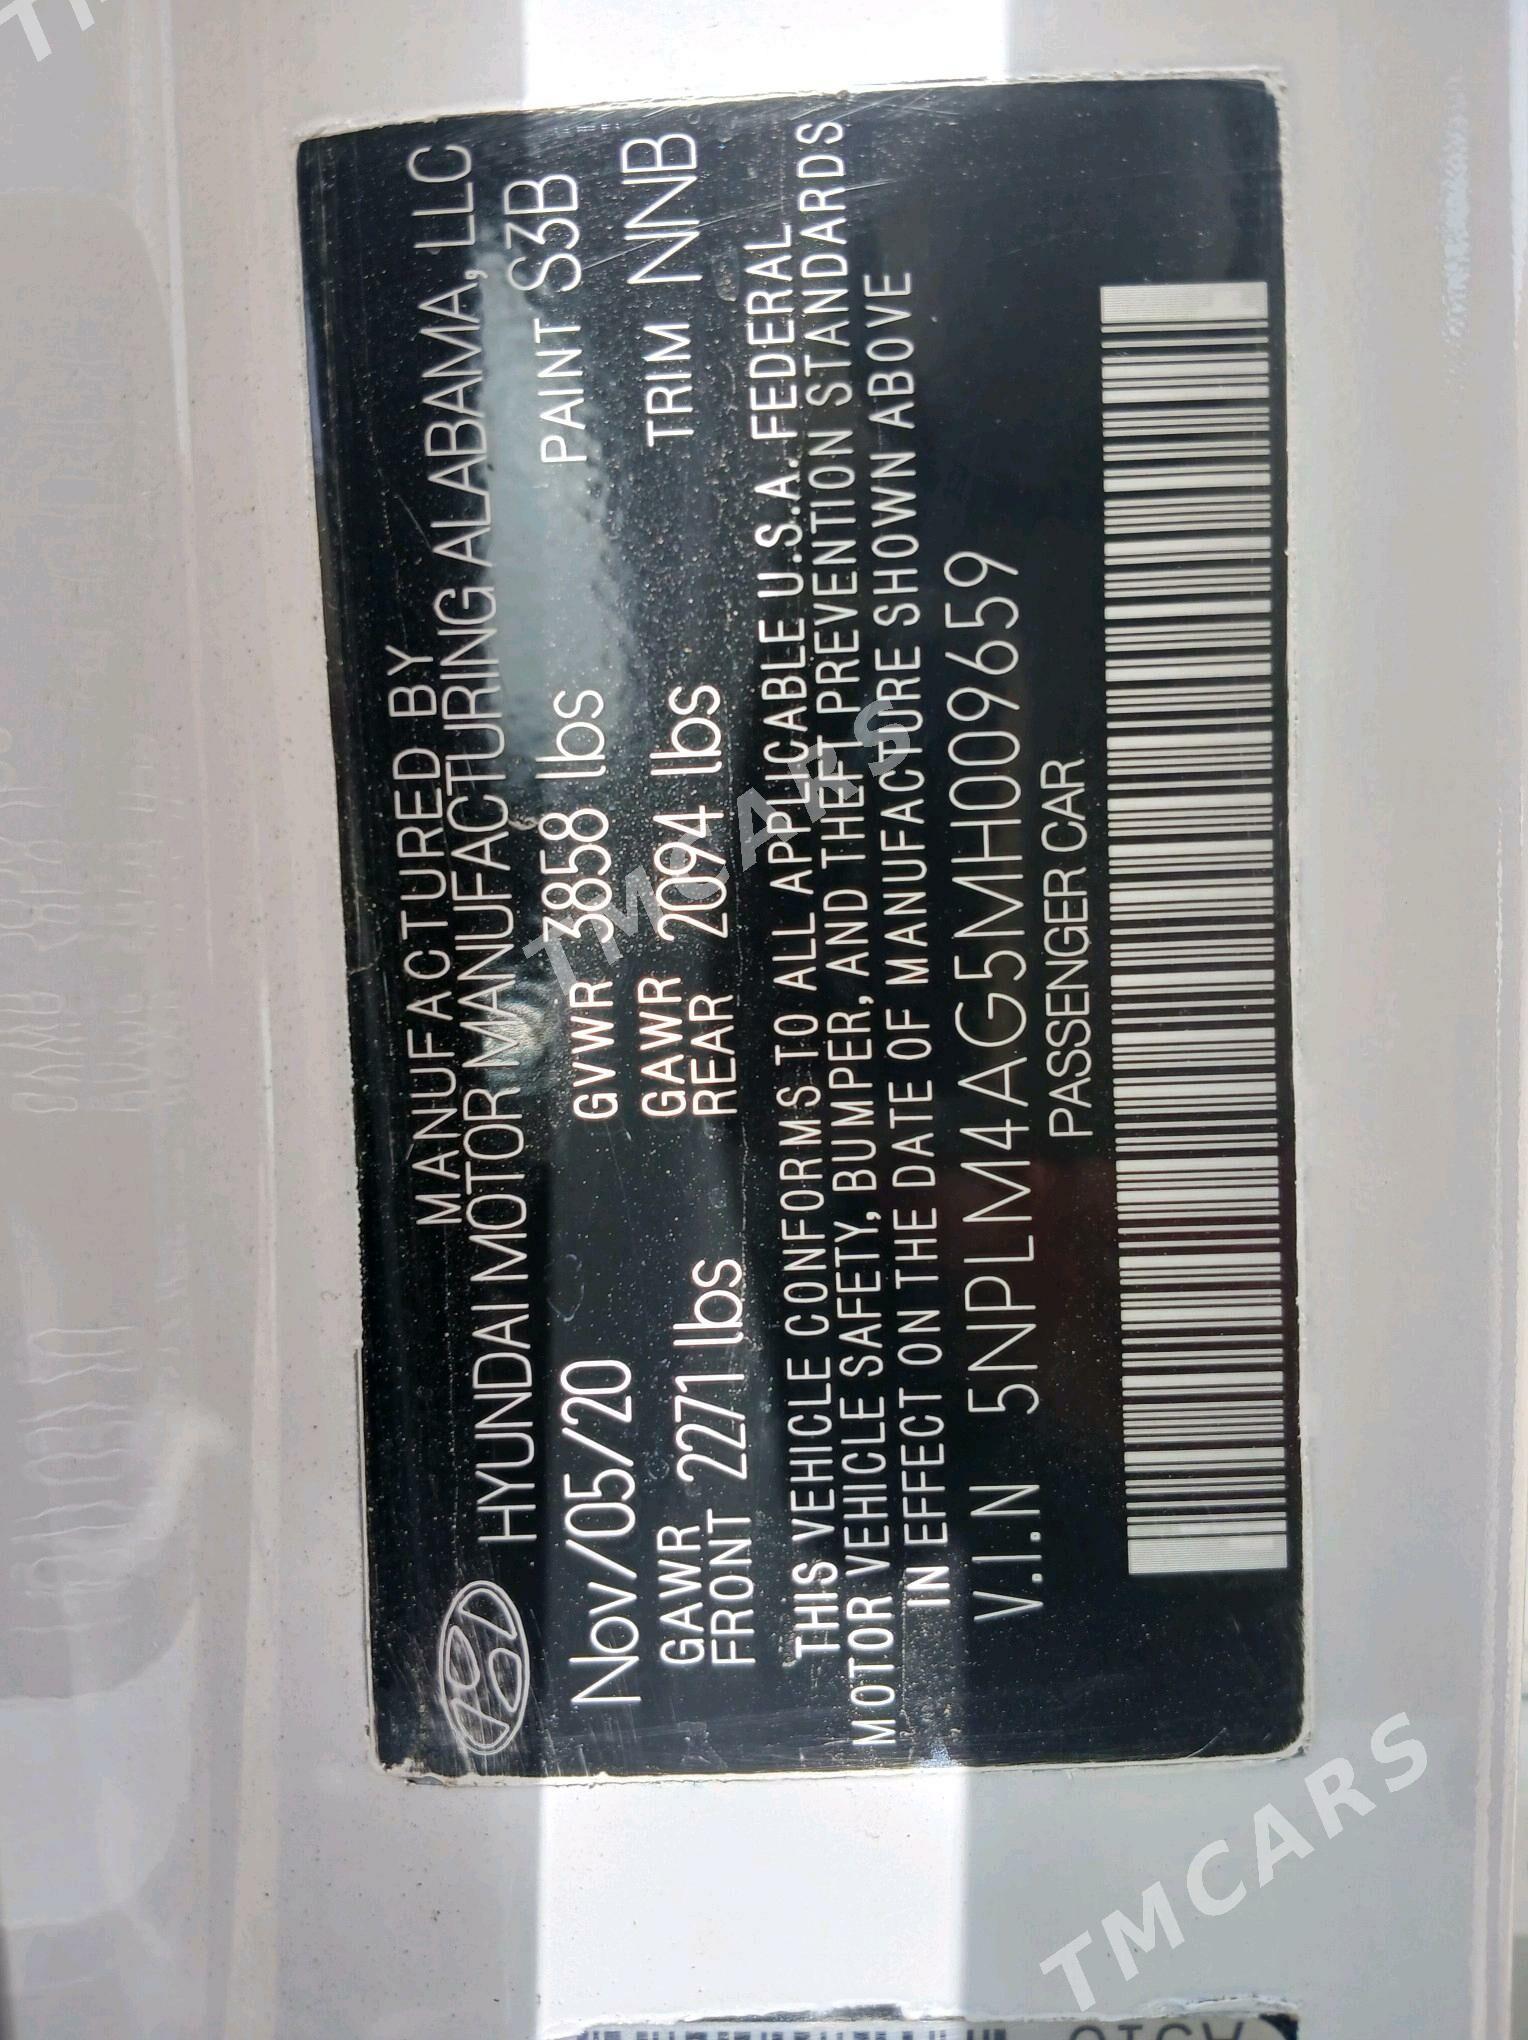 MANUFACTURED BY
HYUNDAI MOTOR MANUFACTURING ALABAMA, LLC
Nov/05/20 GVWR 3858 lbs PAINT S3B
GAWR FRONT 2271 lbs GAWR REAR 2094 lbs TRIM NNB
THIS VEHICLE CONFORMS TO ALL APPLICABLE U.S.A. FEDERAL
MOTOR VEHICLE SAFETY, BUMPER, AND THEFT PREVENTION STANDARDS
IN EFFECT ON THE DATE OF MANUFACTURE SHOWN ABOVE
V.I.N 5NPLM4AG5MH009659
PASSENGER CAR
TMCARS
TMCARS